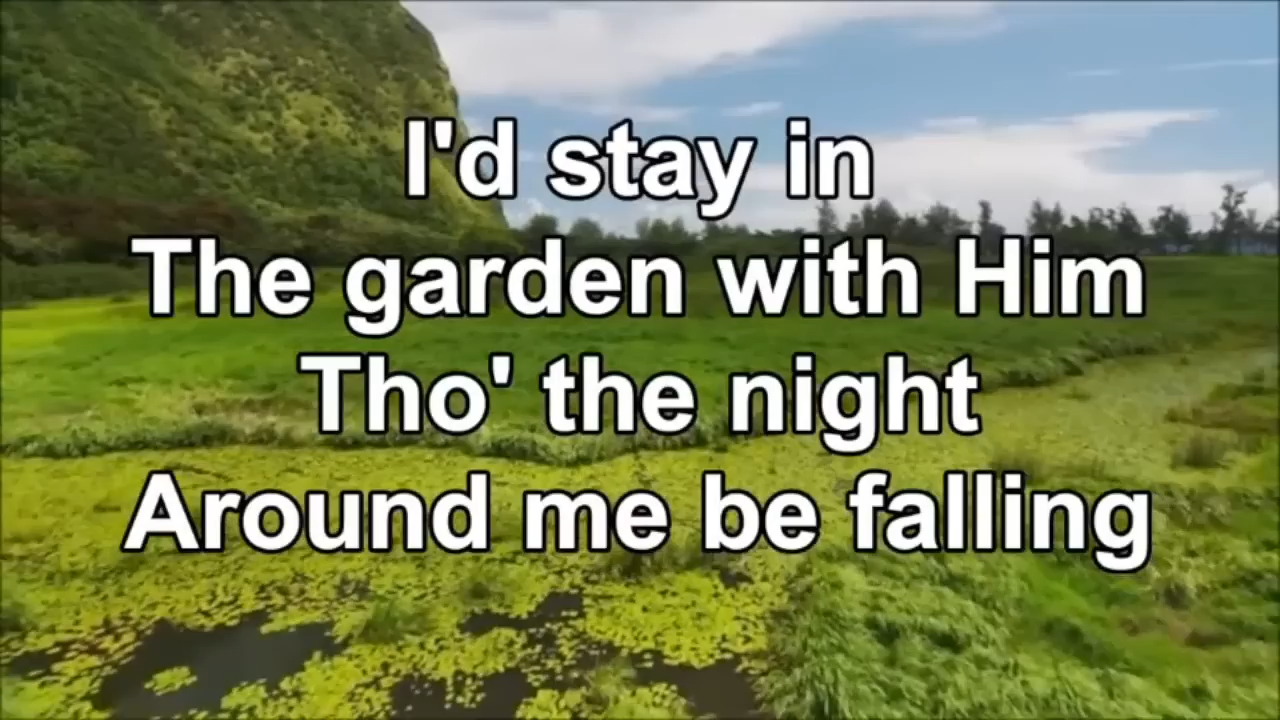 I'd stay in
The garden with Him
Tho' the night
Around me be falling